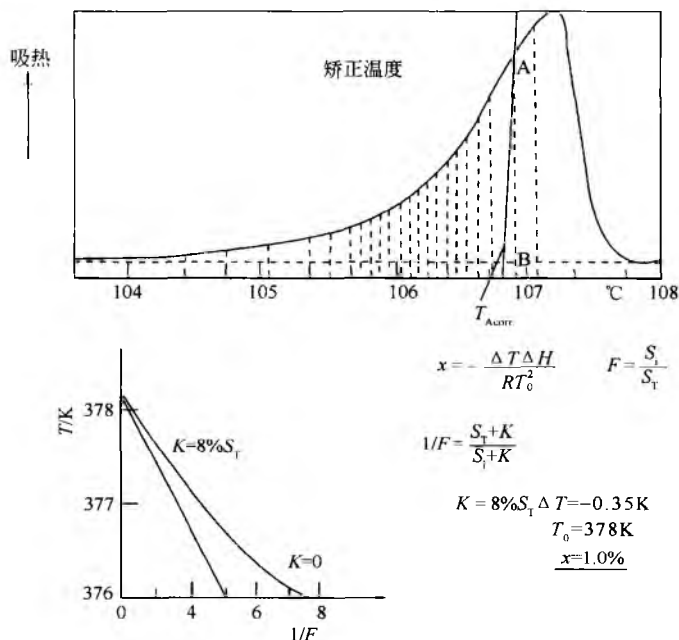 吸热
矫正温度
A
B
104 105 106 107 ℃ 108
T_Acorr.
x=- ΔTΔH / RT_0^2 F= S_i / S_T
T/K
378
K=8%S_T
1/F= S_T+K / S_i+K
377
K = 8%S_T ΔT=-0.35K
T_0=378K
K=0
x=1.0%
376
0 4 6 8
1/F